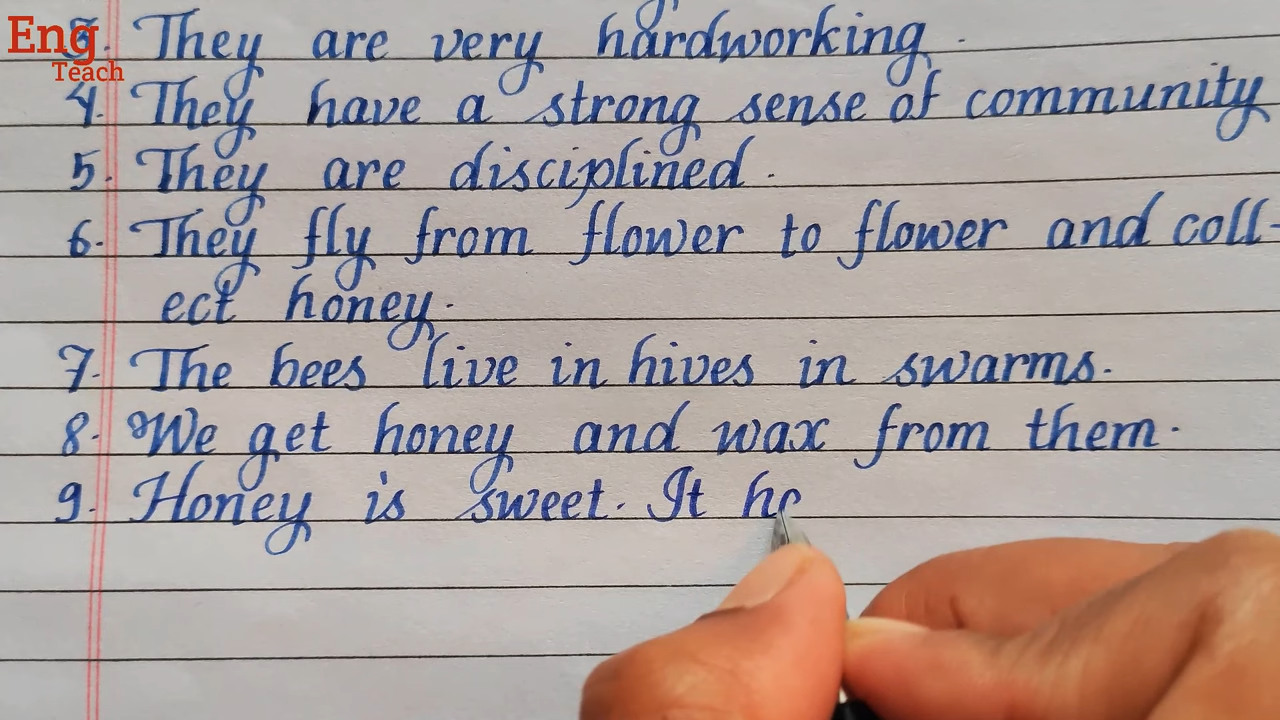 Eng
Teach
3. They are very hardworking.
4. They have a strong sense of community
5. They are disciplined.
6. They fly from flower to flower and coll-
ect honey.
7. The bees live in hives in swarms.
8. We get honey and wax from them.
9. Honey is sweet. It